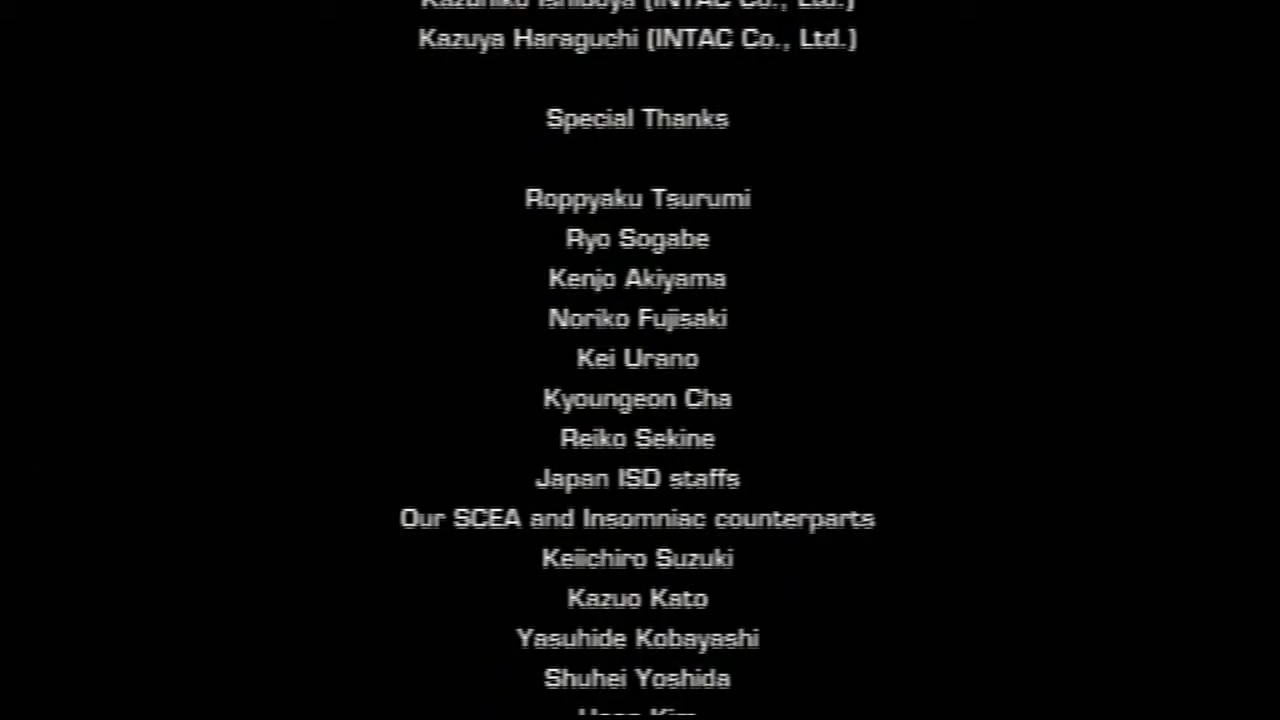 (INTAC Co., Ltd.)
Kazuya Haraguchi (INTAC Co., Ltd.)
Special Thanks
Roppyaku Tsurumi
Ryo Sogabe
Kenjo Akiyama
Noriko Fujisaki
Kei Urano
Kyoungeon Cha
Reiko Sekine
Japan ISD staffs
Our SCEA and Insomniac counterparts
Keiichiro Suzuki
Kazuo Kato
Yasuhide Kobayashi
Shuhei Yoshida